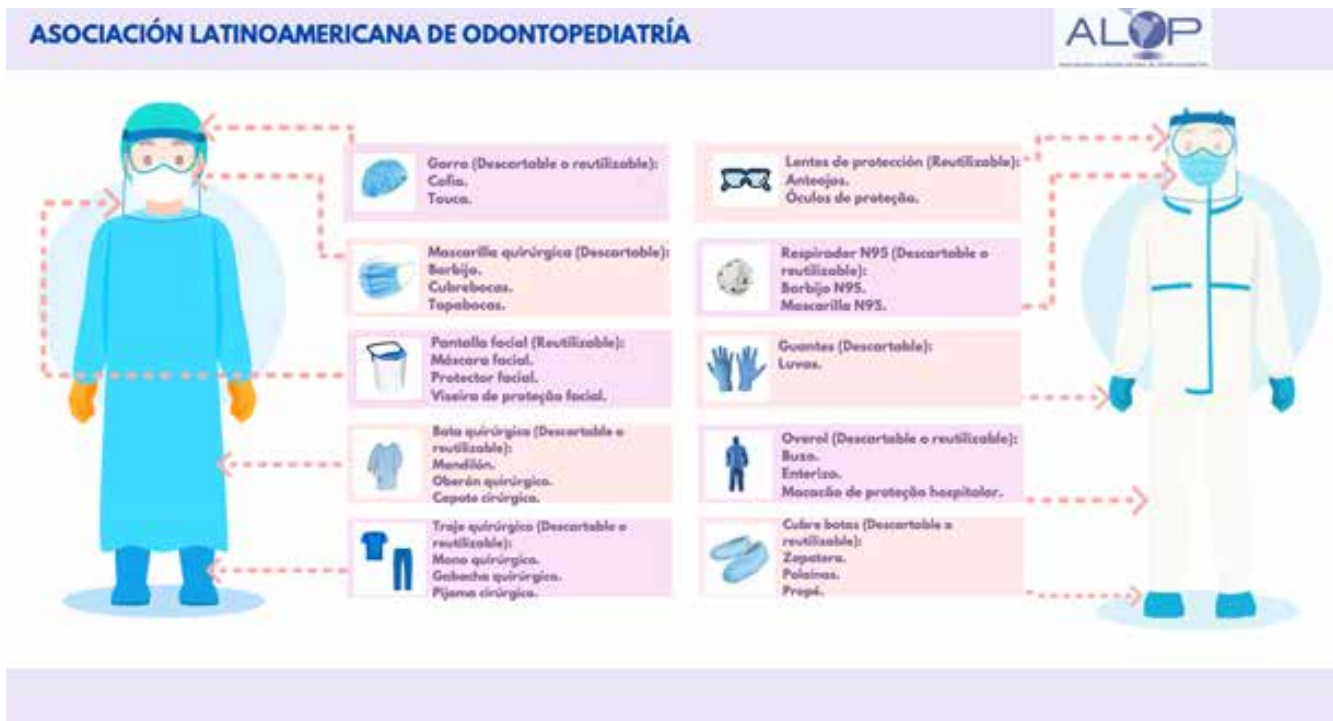 ASOCIACIÓN LATINOAMERICANA DE ODONTOPEDIATRÍA
ALOP
Gorro (Descartable o reutilizable):
Cofia.
Touca.
Mascarilla quirúrgica (Descartable):
Barbijo.
Cubrebocas.
Tapabocas.
Pantalla facial (Reutilizable):
Máscara facial.
Protector facial.
Viseira de proteção facial.
Bata quirúrgica (Descartable o
reutilizable):
Mandilón.
Oberán quirúrgico.
Capote cirúrgico.
Traje quirúrgico (Descartable o
reutilizable):
Mono quirúrgico.
Gabacha quirúrgica.
Pijama cirúrgico.
Lentes de protección (Reutilizable):
Anteojos.
Óculos de proteção.
Respirador N95 (Descartable o
reutilizable):
Barbijo N95.
Mascarilla N95.
Guantes (Descartable):
Luvas.
Overol (Descartable o reutilizable):
Buzo.
Enterizo.
Macacão de proteção hospitalar.
Cubre botas (Descartable o
reutilizable):
Zapatera.
Polainas.
Propé.